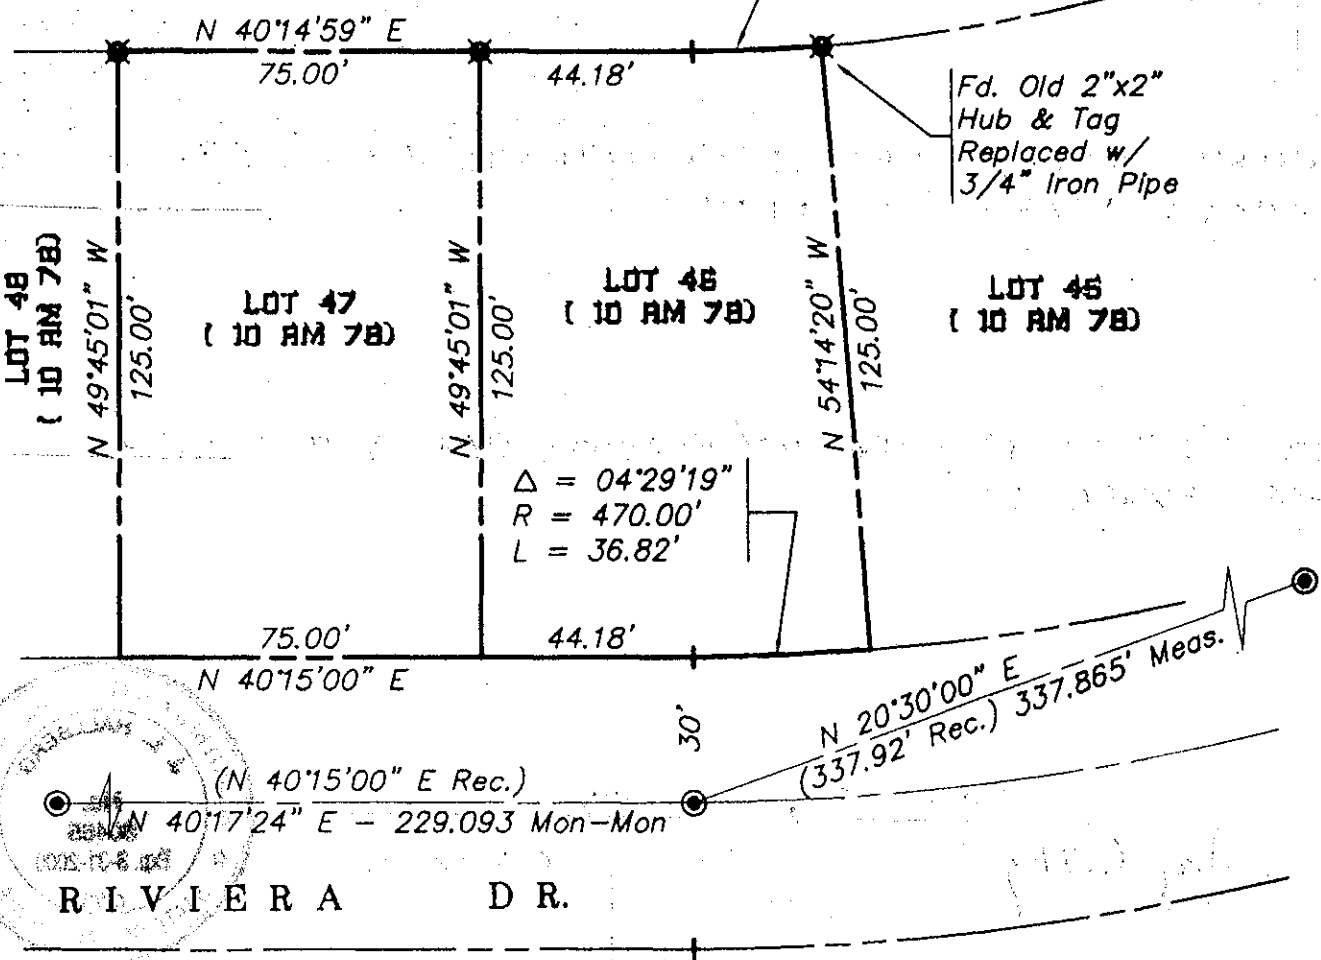 N 40°14'59" E
75.00'
44.18'
Fd. Old 2"x2"
Hub & Tag
Replaced w/
3/4" Iron Pipe
LOT 48
( 10 RM 78)
N 49°45'01" W
125.00'
LOT 47
( 10 RM 78)
N 49°45'01" W
125.00'
LOT 46
( 10 RM 78)
N 54°14'20" W
125.00'
LOT 45
( 10 RM 78)
Δ = 04°29'19"
R = 470.00'
L = 36.82'
75.00'
44.18'
N 40°15'00" E
30'
N 20°30'00" E
(337.92' Rec.) 337.865' Meas.
(N 40°15'00" E Rec.)
N 40°17'24" E – 229.093 Mon-Mon
RIVIERA DR.